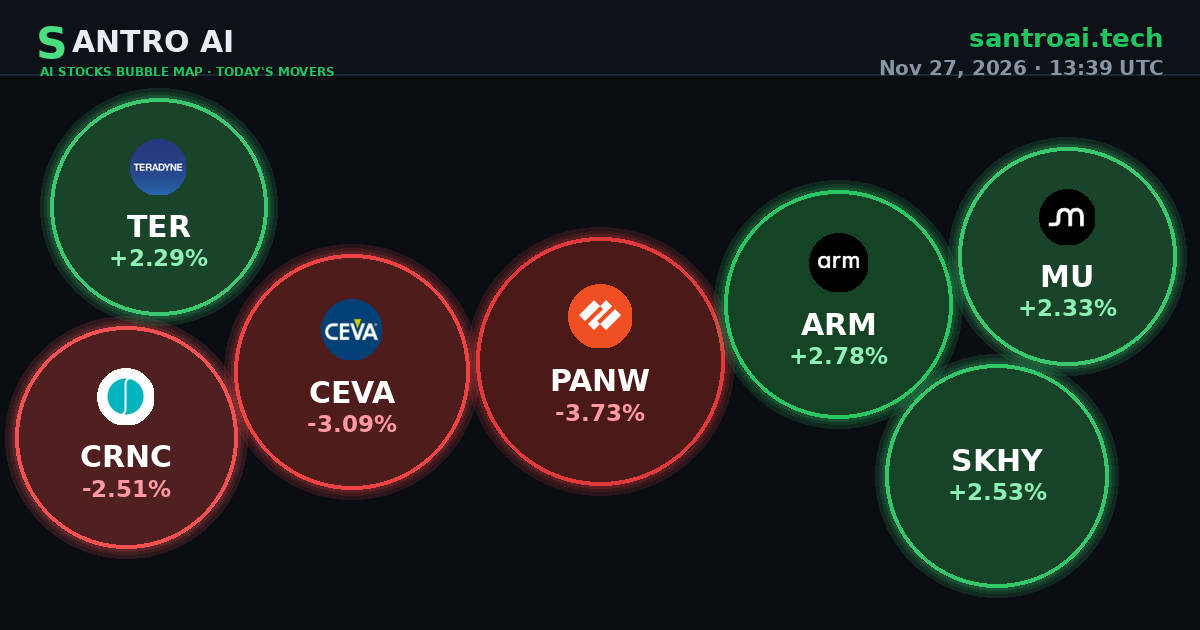 SANTRO AI
AI STOCKS BUBBLE MAP · TODAY'S MOVERS
santroai.tech
Nov 27, 2026 · 13:39 UTC
TERADYNE
TER
+2.29%
CRNC
-2.51%
CEVA
CEVA
-3.09%
PANW
-3.73%
arm
ARM
+2.78%
m
MU
+2.33%
SKHY
+2.53%